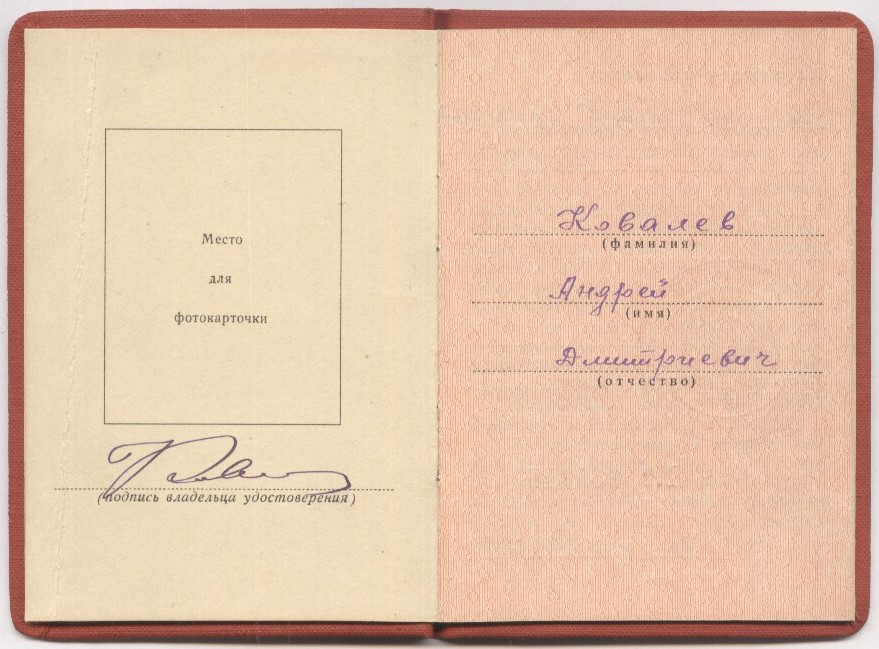 Место
для
фотокарточки
(подпись владельца удостоверения)
Ковалев
(фамилия)
Андрей
(имя)
Дмитриевич
(отчество)